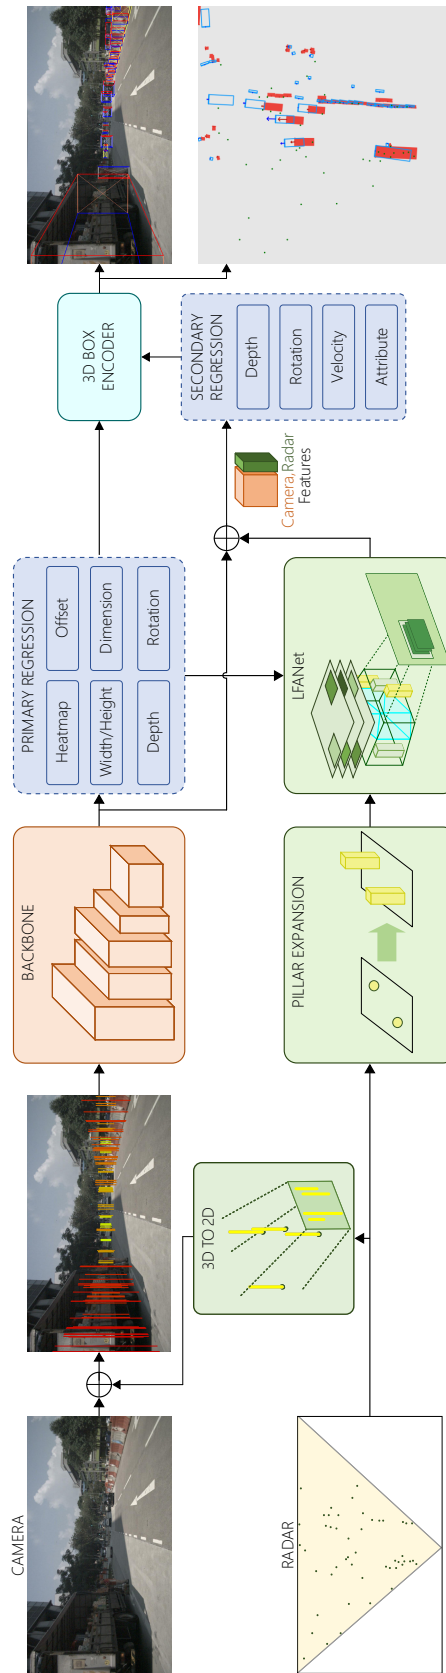 CAMERA
RADAR
3D TO 2D
BACKBONE
PILLAR EXPANSION
PRIMARY REGRESSION
Heatmap
Offset
Width/Height
Dimension
Depth
Rotation
LFANet
Camera,Radar
Features
3D BOX
ENCODER
SECONDARY
REGRESSION
Depth
Rotation
Velocity
Attribute